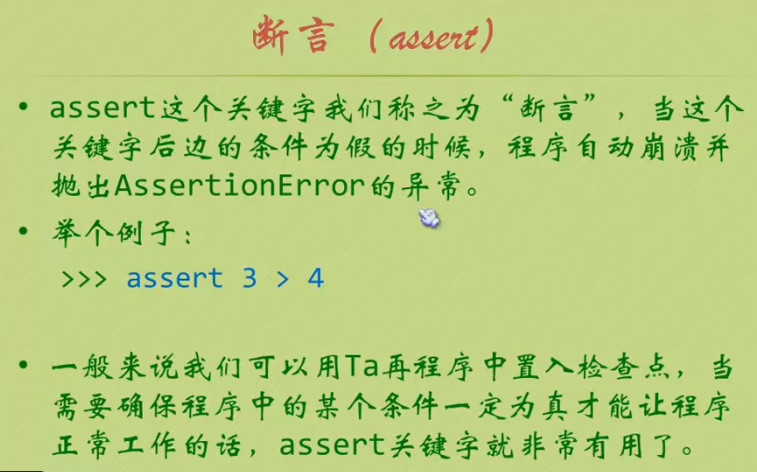 断言（assert）
• assert这个关键字我们称之为“断言”，当这个
关键字后边的条件为假的时候，程序自动崩溃并
抛出AssertionError的异常。
• 举个例子：
>>> assert 3 > 4
• 一般来说我们可以用Ta再程序中置入检查点，当
需要确保程序中的某个条件一定为真才能让程序
正常工作的话，assert关键字就非常有用了。